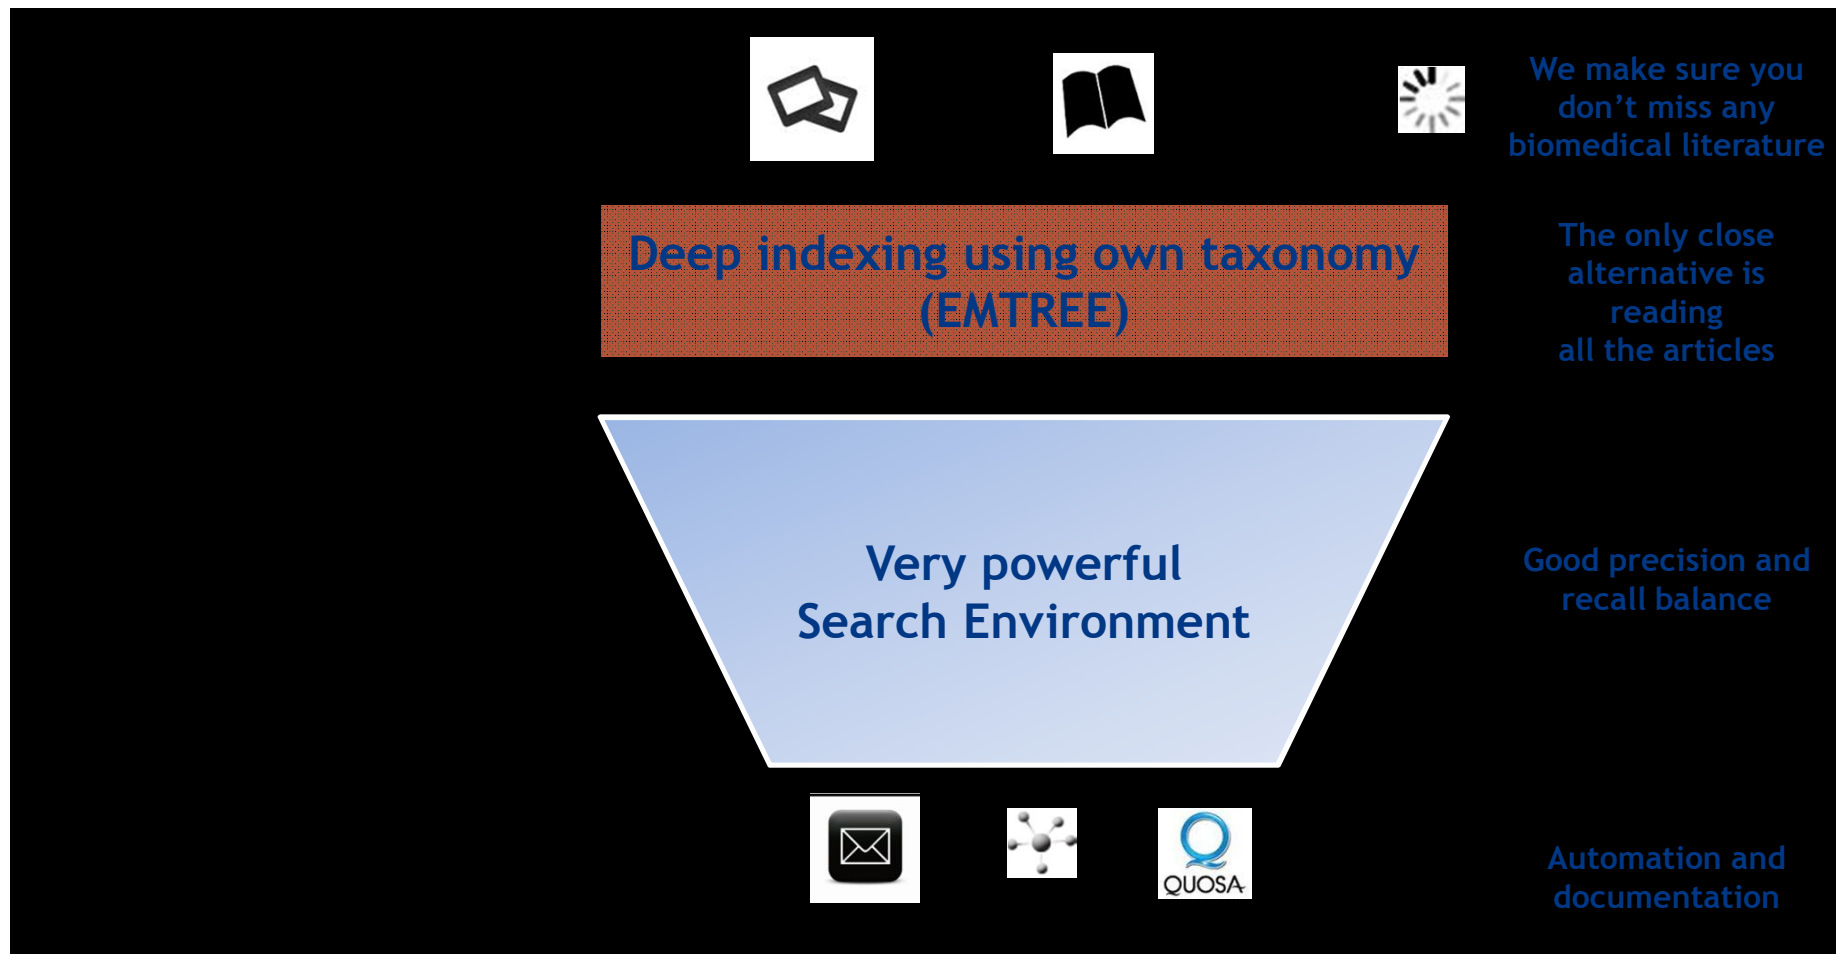 We make sure you
don’t miss any
biomedical literature
Deep indexing using own taxonomy
(EMTREE)
The only close
alternative is
reading
all the articles
Very powerful
Search Environment
Good precision and
recall balance
QUOSA
Automation and
documentation